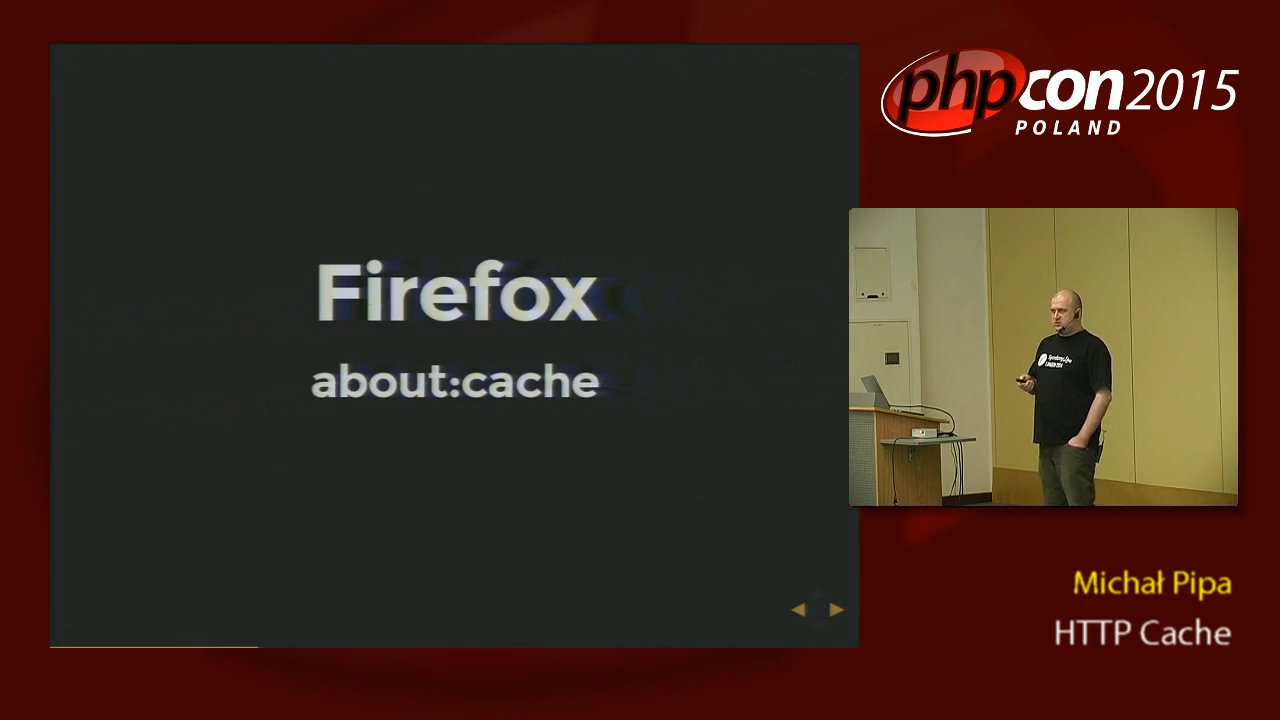 Firefox
about:cache
phpcon2015
POLAND
Michał Pipa
HTTP Cache